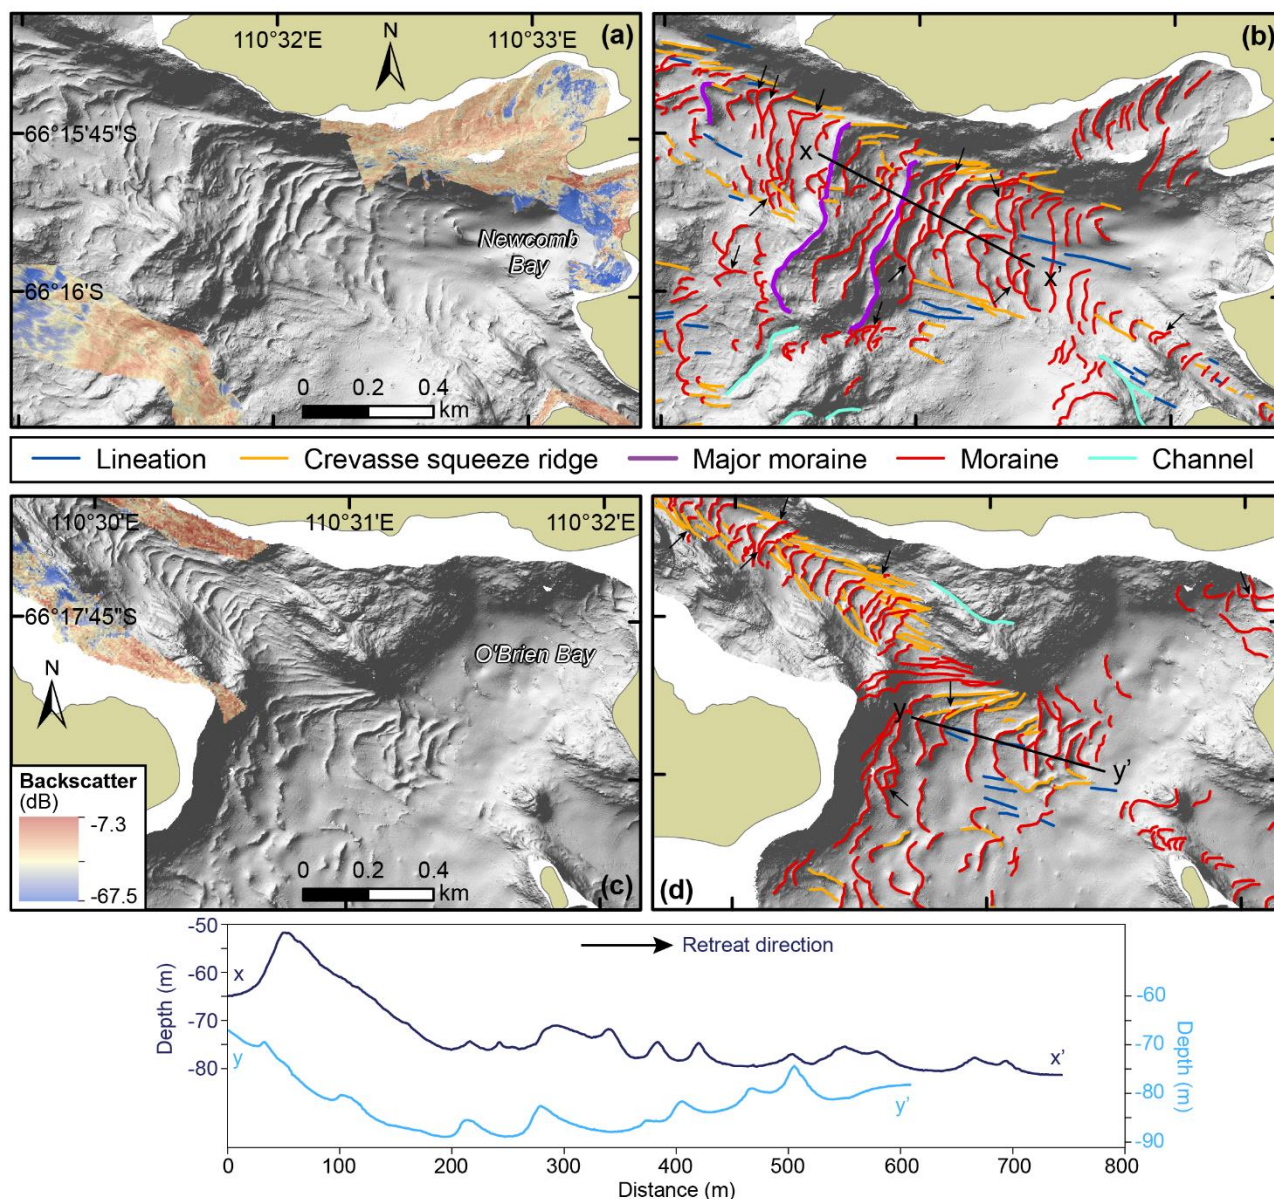 110°32'E
N
110°33'E
(a)
66°15'45"S
Newcomb
Bay
66°16'S
0 0.2 0.4
km
(b)
x
x'
Lineation
Crevasse squeeze ridge
Major moraine
Moraine
Channel
110°30'E
110°31'E
110°32'E
66°17'45"S
O'Brien Bay
N
Backscatter
(dB)
-7.3
-67.5
0 0.2 0.4
km
(c)
y
y'
(d)
-50
Retreat direction
x
-60
-60
Depth (m)
-70
-70
y
x'
-80
-80
y'
Depth (m)
-90
0 100 200 300 400 500 600 700 800
Distance (m)